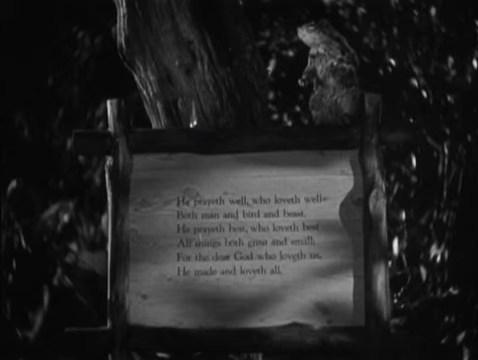 He prayeth well, who loveth well
Both man and bird and beast.
He prayeth best, who loveth best
All things both great and small;
For the dear God who loveth us,
He made and loveth all.